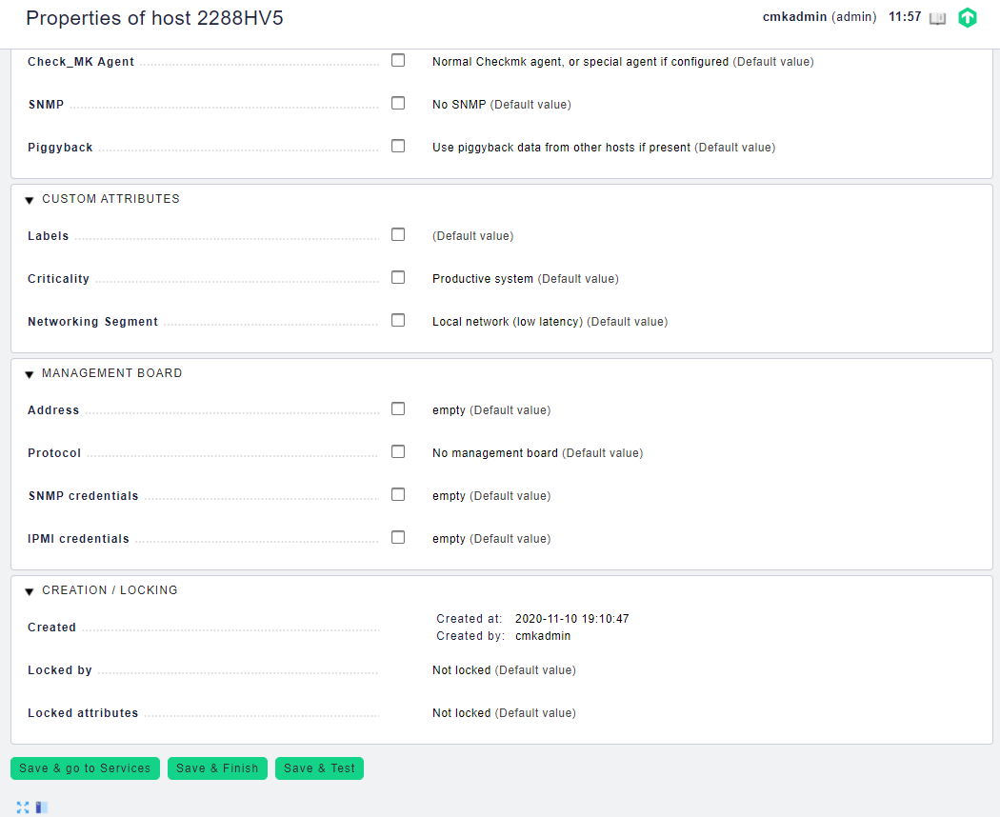 Properties of host 2288HV5
cmkadmin (admin) 11:57
Check_MK Agent Normal Checkmk agent, or special agent if configured (Default value)
SNMP No SNMP (Default value)
Piggyback Use piggyback data from other hosts if present (Default value)
CUSTOM ATTRIBUTES
Labels (Default value)
Criticality Productive system (Default value)
Networking Segment Local network (low latency) (Default value)
MANAGEMENT BOARD
Address empty (Default value)
Protocol No management board (Default value)
SNMP credentials empty (Default value)
IPMI credentials empty (Default value)
CREATION / LOCKING
Created Created at: 2020-11-10 19:10:47
Created by: cmkadmin
Locked by Not locked (Default value)
Locked attributes Not locked (Default value)
Save & go to Services Save & Finish Save & Test